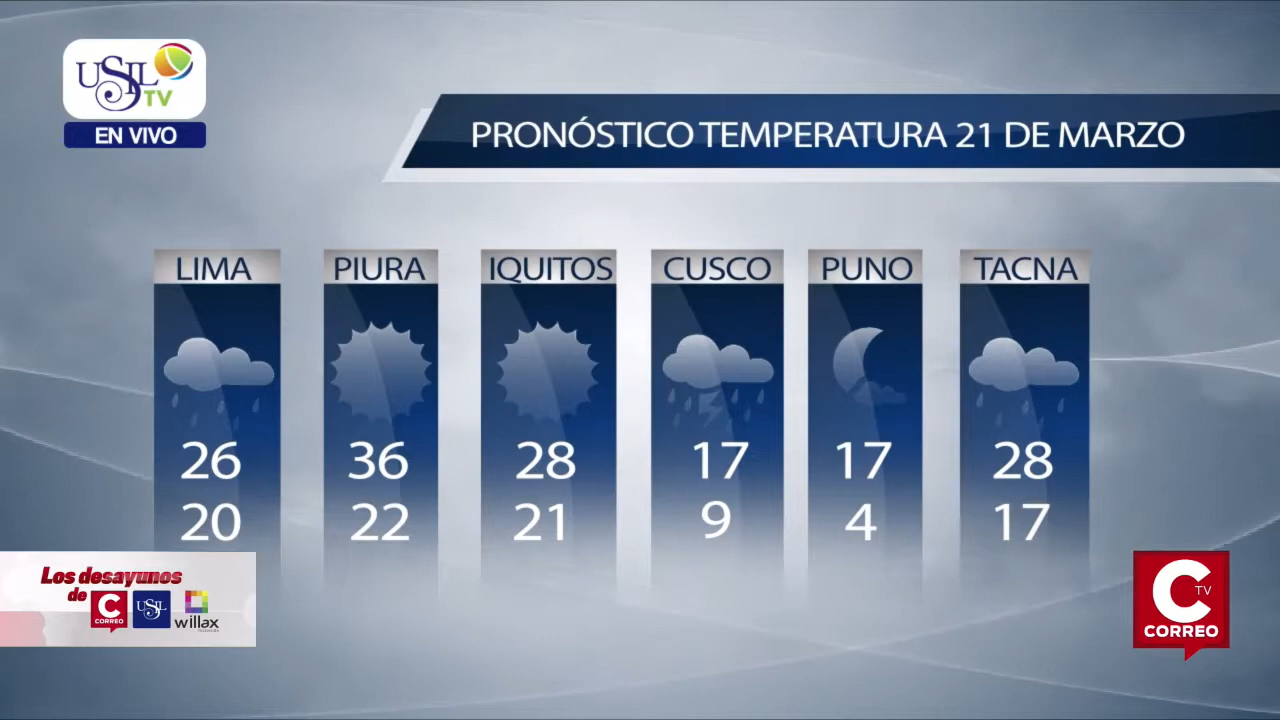 USIL
TV
EN VIVO
PRONÓSTICO TEMPERATURA 21 DE MARZO
LIMA
26
20
PIURA
36
22
IQUITOS
28
21
CUSCO
17
9
PUNO
17
4
TACNA
28
17
Los desayunos
de
C
CORREO
USIL
willax
C TV
CORREO